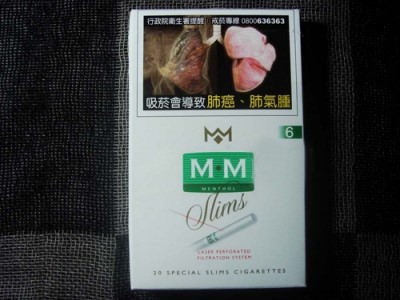 行政院衛生署提醒/戒菸專線 0800636363
吸菸會導致肺癌、肺氣腫
6
M·M
MENTHOL
Slims
LASER PERFORATED
FILTRATION SYSTEM
20 SPECIAL SLIMS CIGARETTES